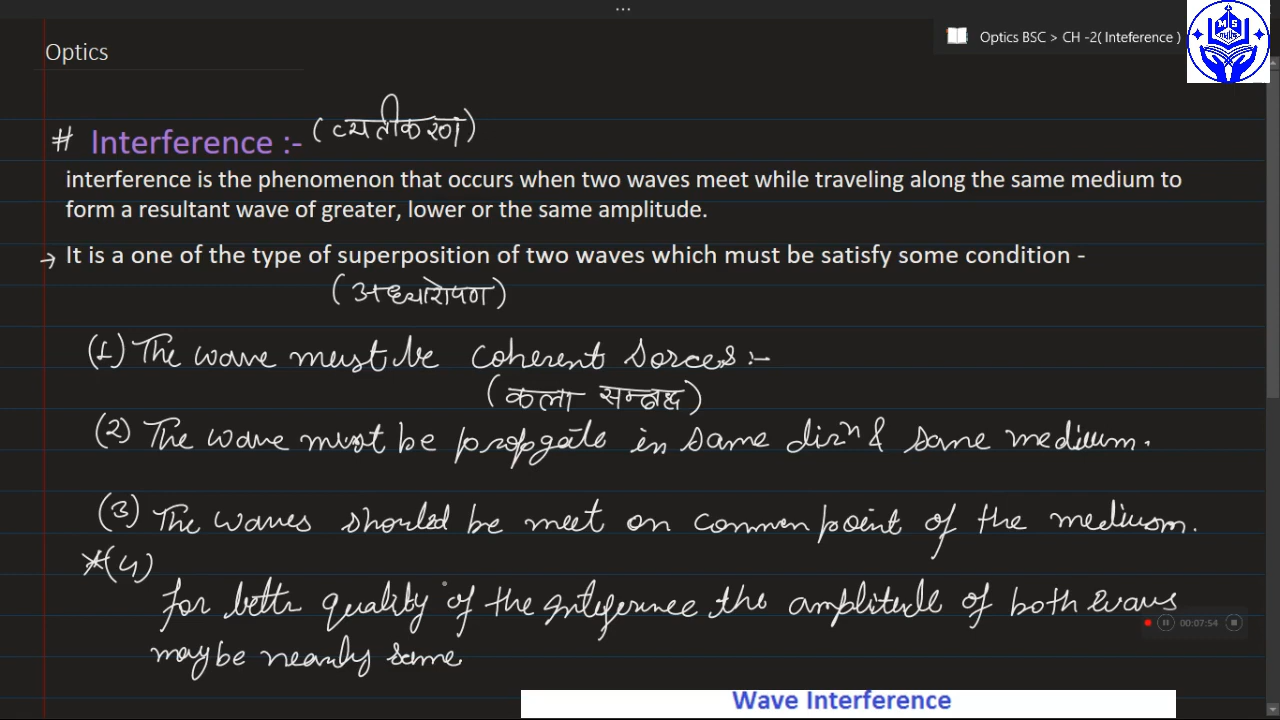 ...
Optics BSC > CH -2( Inteference )
Optics
# Interference :- (व्यतीकरण)
interference is the phenomenon that occurs when two waves meet while traveling along the same medium to
form a resultant wave of greater, lower or the same amplitude.
→ It is a one of the type of superposition of two waves which must be satisfy some condition -
(अध्यारोपण)
(1) The wave must be coherent sorces :-
(कला सम्बद्ध)
(2) The wave must be propgate in same dirⁿ & same medium.
(3) The waves should be meet on common point of the medium.
*(4)
for bettr quality of the interfernce the amplitude of both waves
00:07:54
may be nearly same
Wave Interference